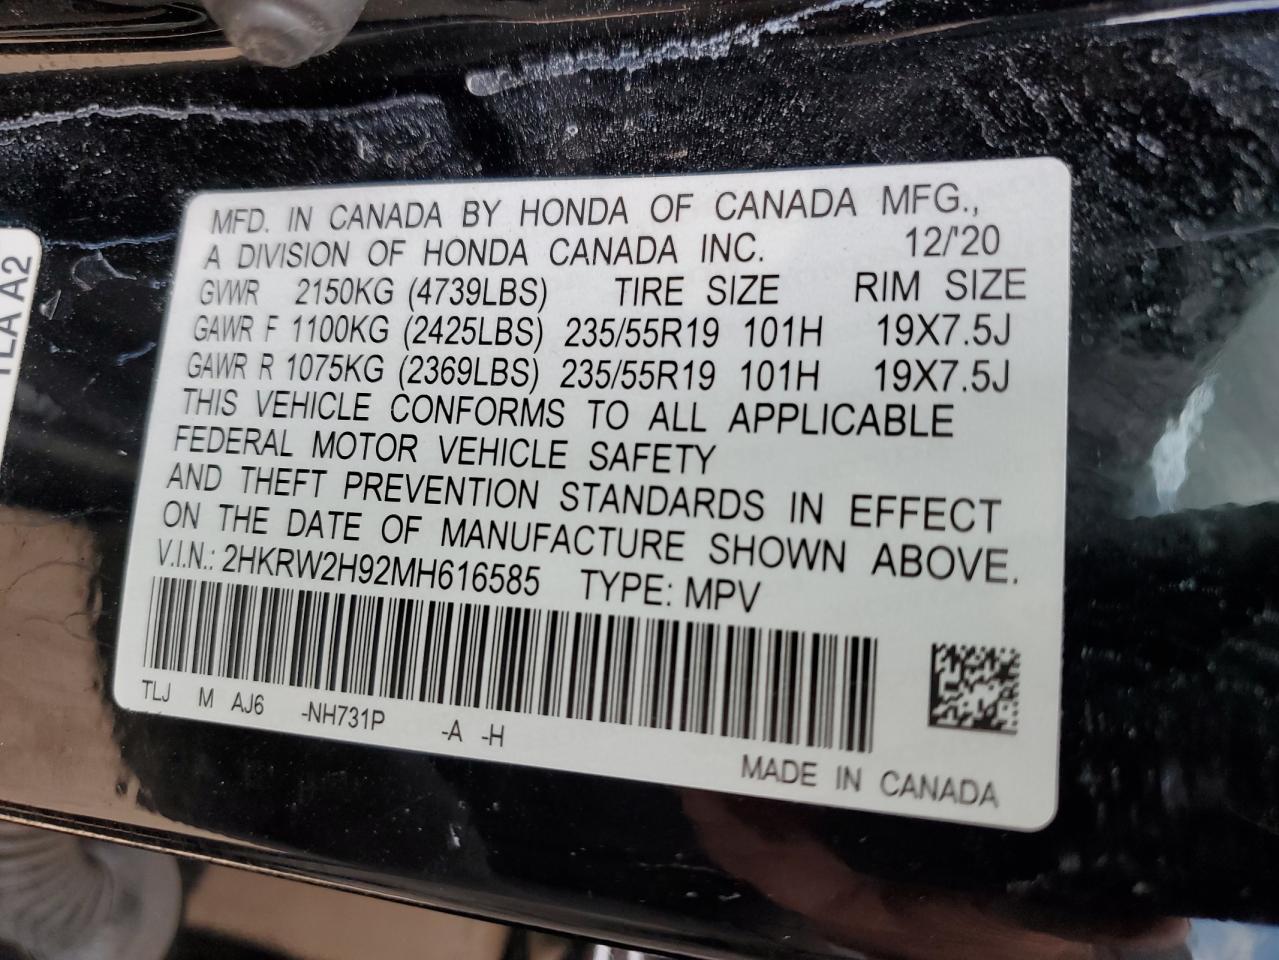 MFD. IN CANADA BY HONDA OF CANADA MFG.,
A DIVISION OF HONDA CANADA INC. 12/'20
GVWR 2150KG (4739LBS) TIRE SIZE RIM SIZE
GAWR F 1100KG (2425LBS) 235/55R19 101H 19X7.5J
GAWR R 1075KG (2369LBS) 235/55R19 101H 19X7.5J
THIS VEHICLE CONFORMS TO ALL APPLICABLE
FEDERAL MOTOR VEHICLE SAFETY
AND THEFT PREVENTION STANDARDS IN EFFECT
ON THE DATE OF MANUFACTURE SHOWN ABOVE.
V.I.N.: 2HKRW2H92MH616585 TYPE: MPV
TLJ M AJ6 -NH731P -A -H
MADE IN CANADA
TLA A2